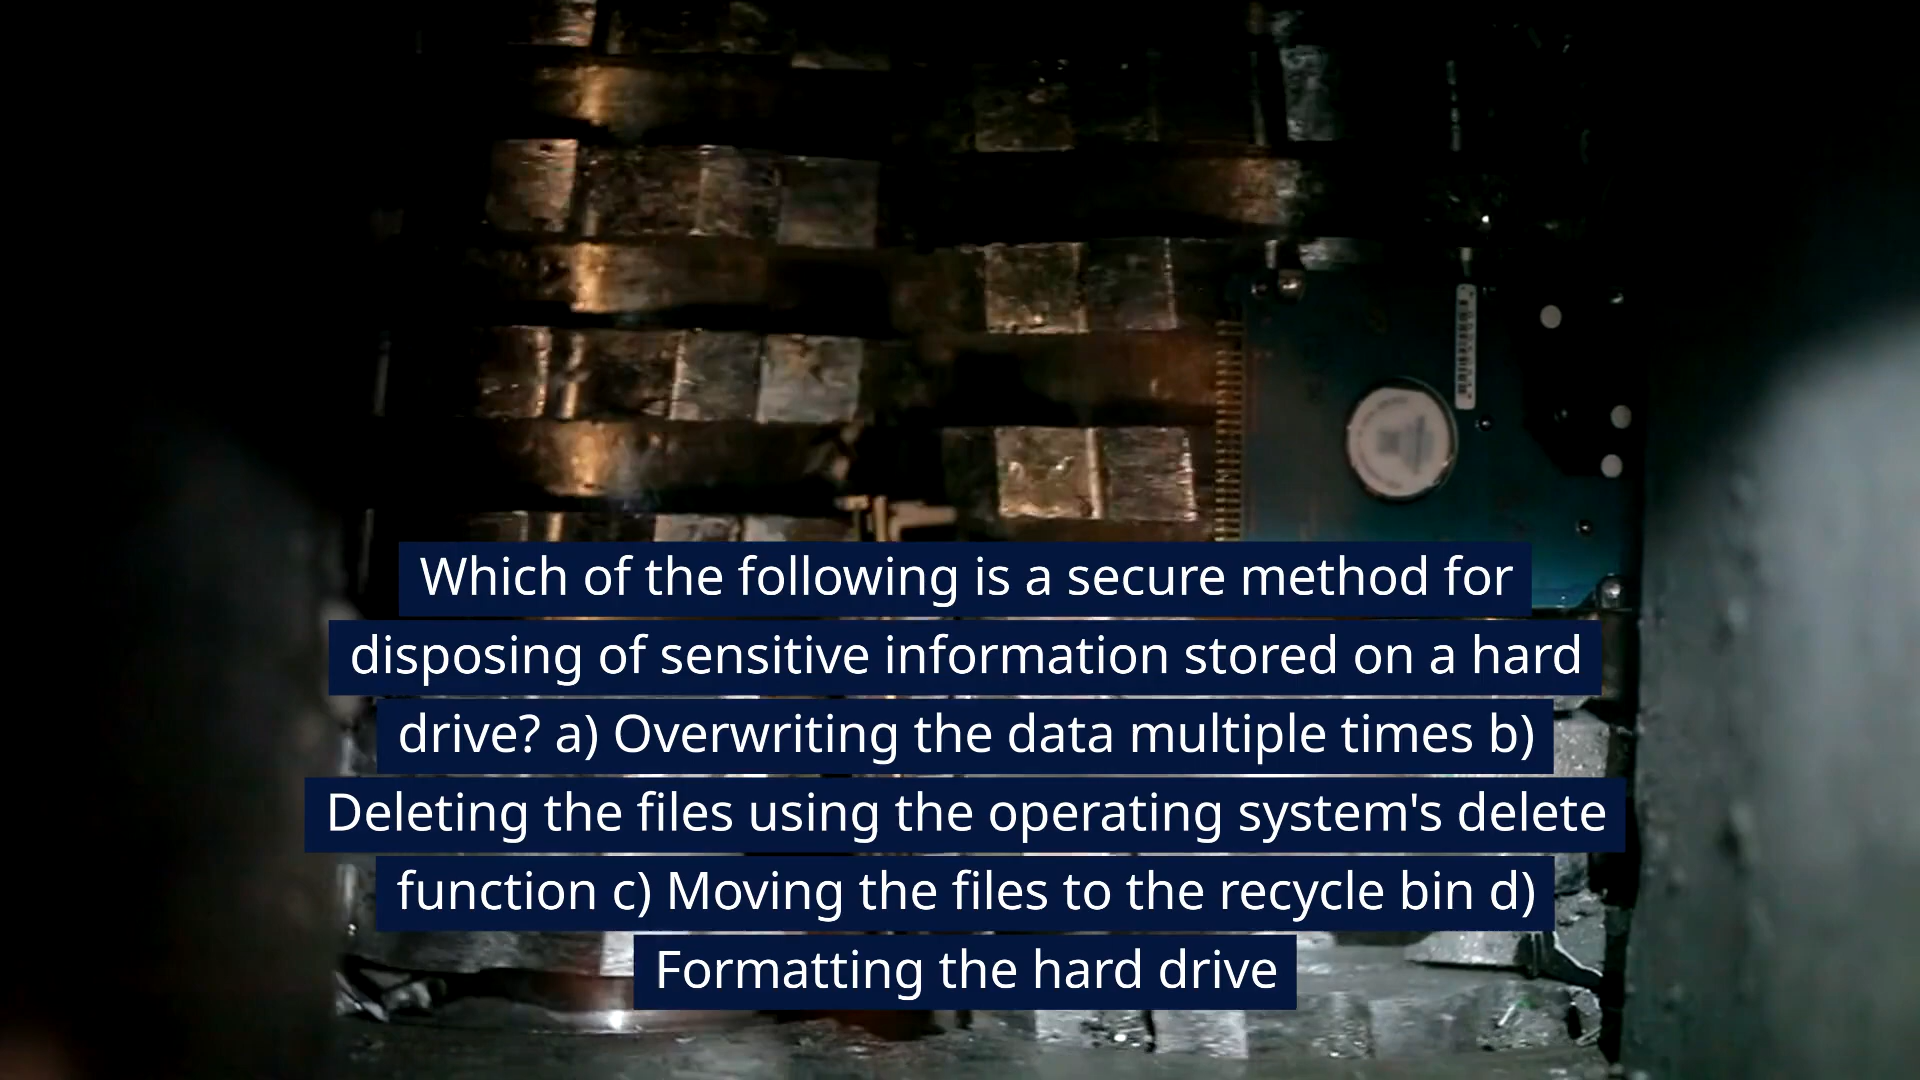 Which of the following is a secure method for
disposing of sensitive information stored on a hard
drive? a) Overwriting the data multiple times b)
Deleting the files using the operating system's delete
function c) Moving the files to the recycle bin d)
Formatting the hard drive